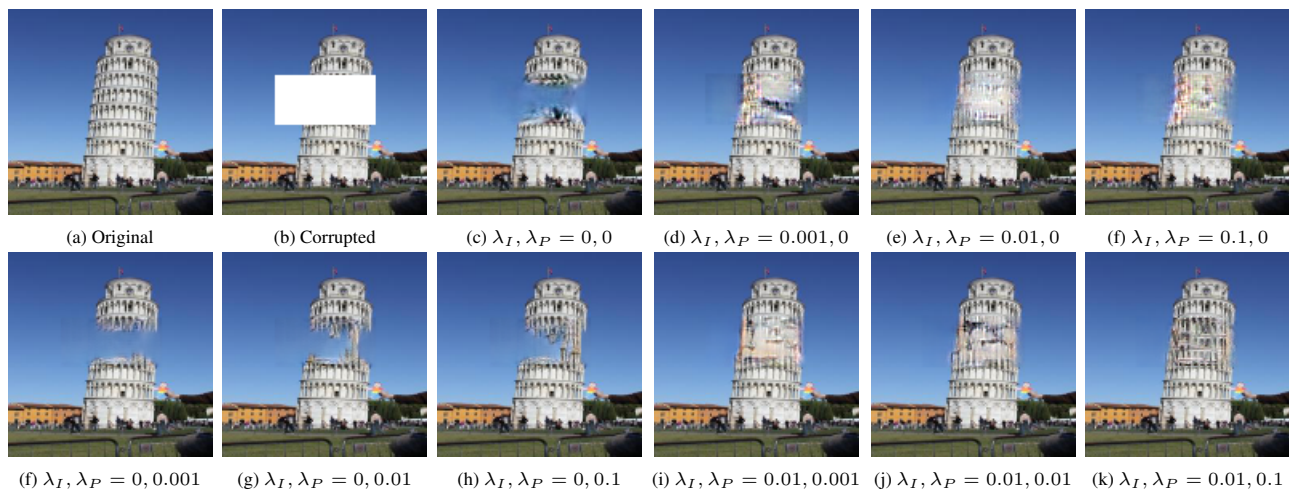 (a) Original
(b) Corrupted
(c) λ_I, λ_P = 0, 0
(d) λ_I, λ_P = 0.001, 0
(e) λ_I, λ_P = 0.01, 0
(f) λ_I, λ_P = 0.1, 0
(f) λ_I, λ_P = 0, 0.001
(g) λ_I, λ_P = 0, 0.01
(h) λ_I, λ_P = 0, 0.1
(i) λ_I, λ_P = 0.01, 0.001
(j) λ_I, λ_P = 0.01, 0.01
(k) λ_I, λ_P = 0.01, 0.1